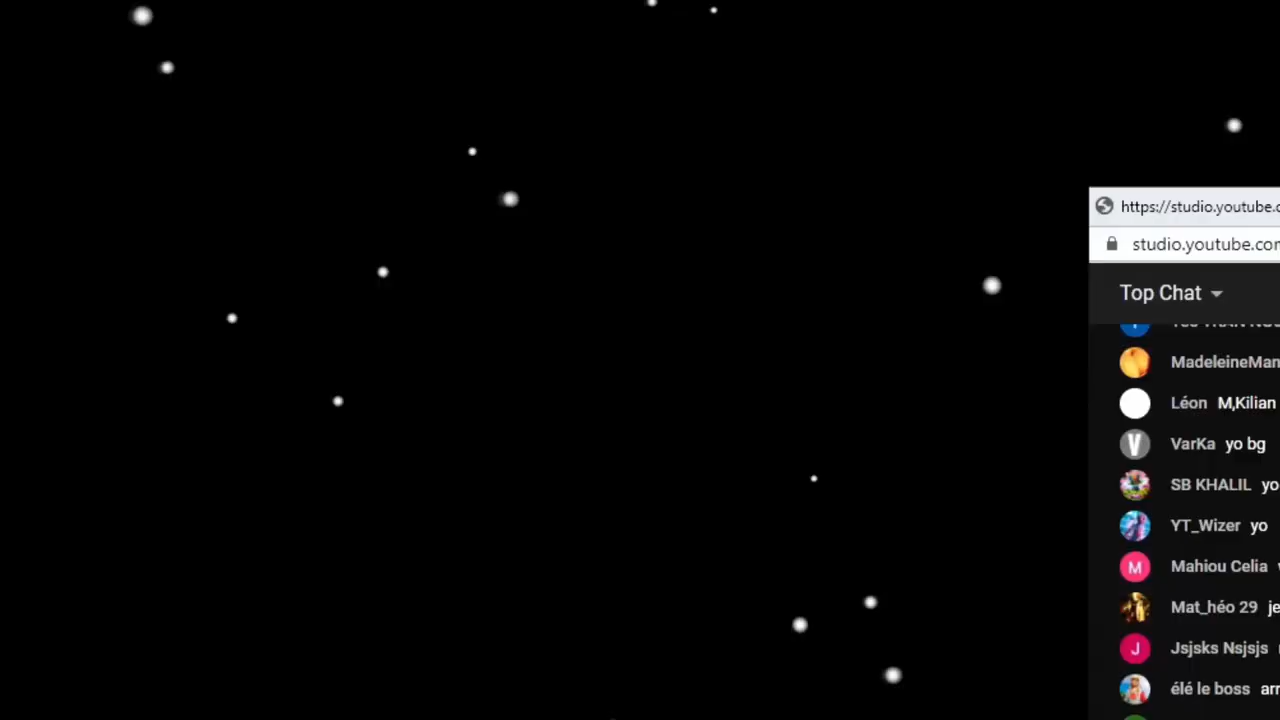 https://studio.youtube.c
studio.youtube.com
Top Chat
MadeleineMan
Léon M,Kilian
V
VarKa yo bg
SB KHALIL yo
YT_Wizer yo
M
Mahiou Celia
Mat_héo 29 je
J
Jsjsks Nsjsjs
élé le boss arr